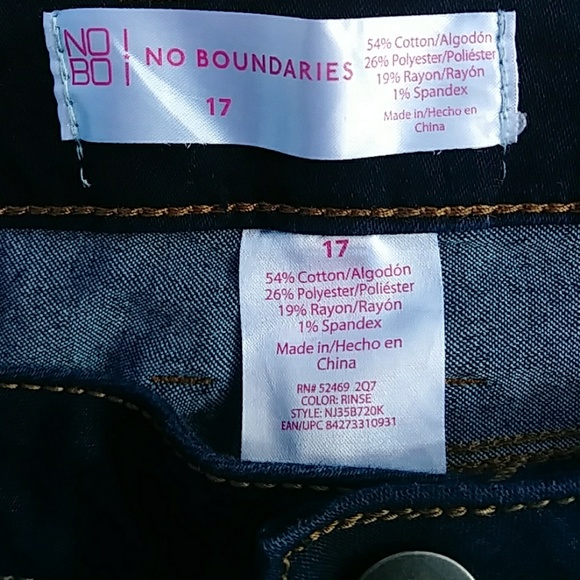 NO
BO
NO BOUNDARIES
17
54% Cotton/Algodón
26% Polyester/Poliéster
19% Rayon/Rayón
1% Spandex
Made in/Hecho en
China
17
54% Cotton/Algodón
26% Polyester/Poliéster
19% Rayon/Rayón
1% Spandex
Made in/Hecho en
China
RN# 52469 2Q7
COLOR: RINSE
STYLE: NJ35B720K
EAN/UPC 84273310931